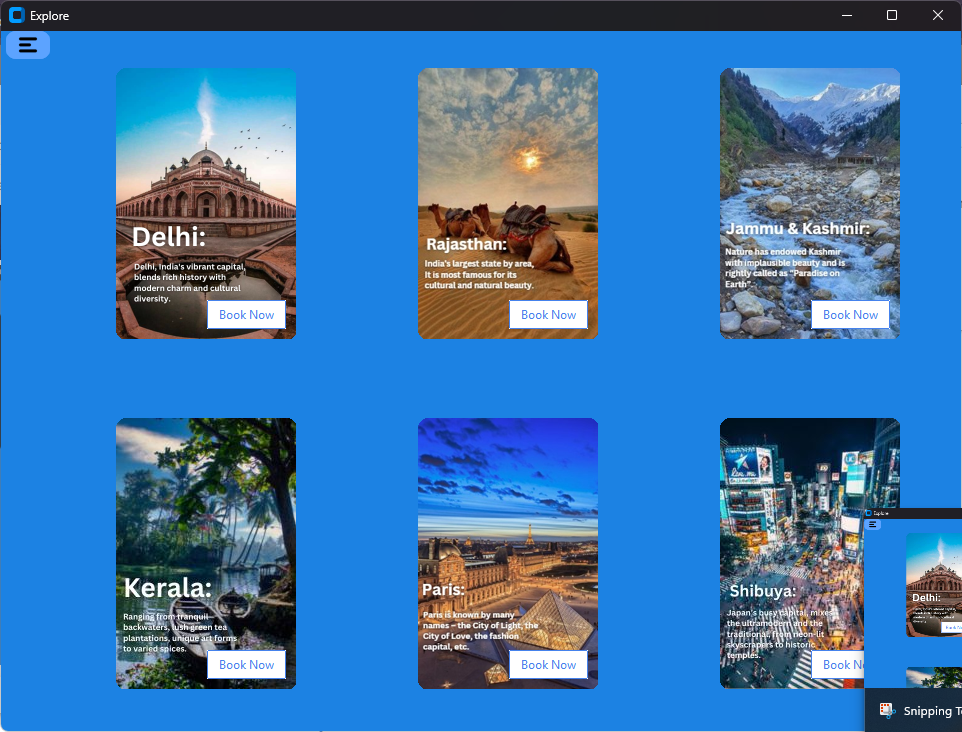 Explore
Delhi:
Delhi, India's vibrant capital,
blends rich history with
modern charm and cultural
diversity.
Book Now
Rajasthan:
India's largest state by area,
It is most famous for its
cultural and natural beauty.
Book Now
Jammu & Kashmir:
Nature has endowed Kashmir
with implausible beauty and is
rightly called as "Paradise on
Earth".
Book Now
Kerala:
Ranging from tranquil
backwaters, lush green tea
plantations, unique art forms
to varied spices.
Book Now
Paris:
Paris is known by many
names – the City of Light, the
City of Love, the fashion
capital, etc.
Book Now
Shibuya:
Japan's busy capital, mixes
the ultramodern and the
traditional, from neon-lit
skyscrapers to historic
temples.
Book N
Explore
Delhi:
Snipping T